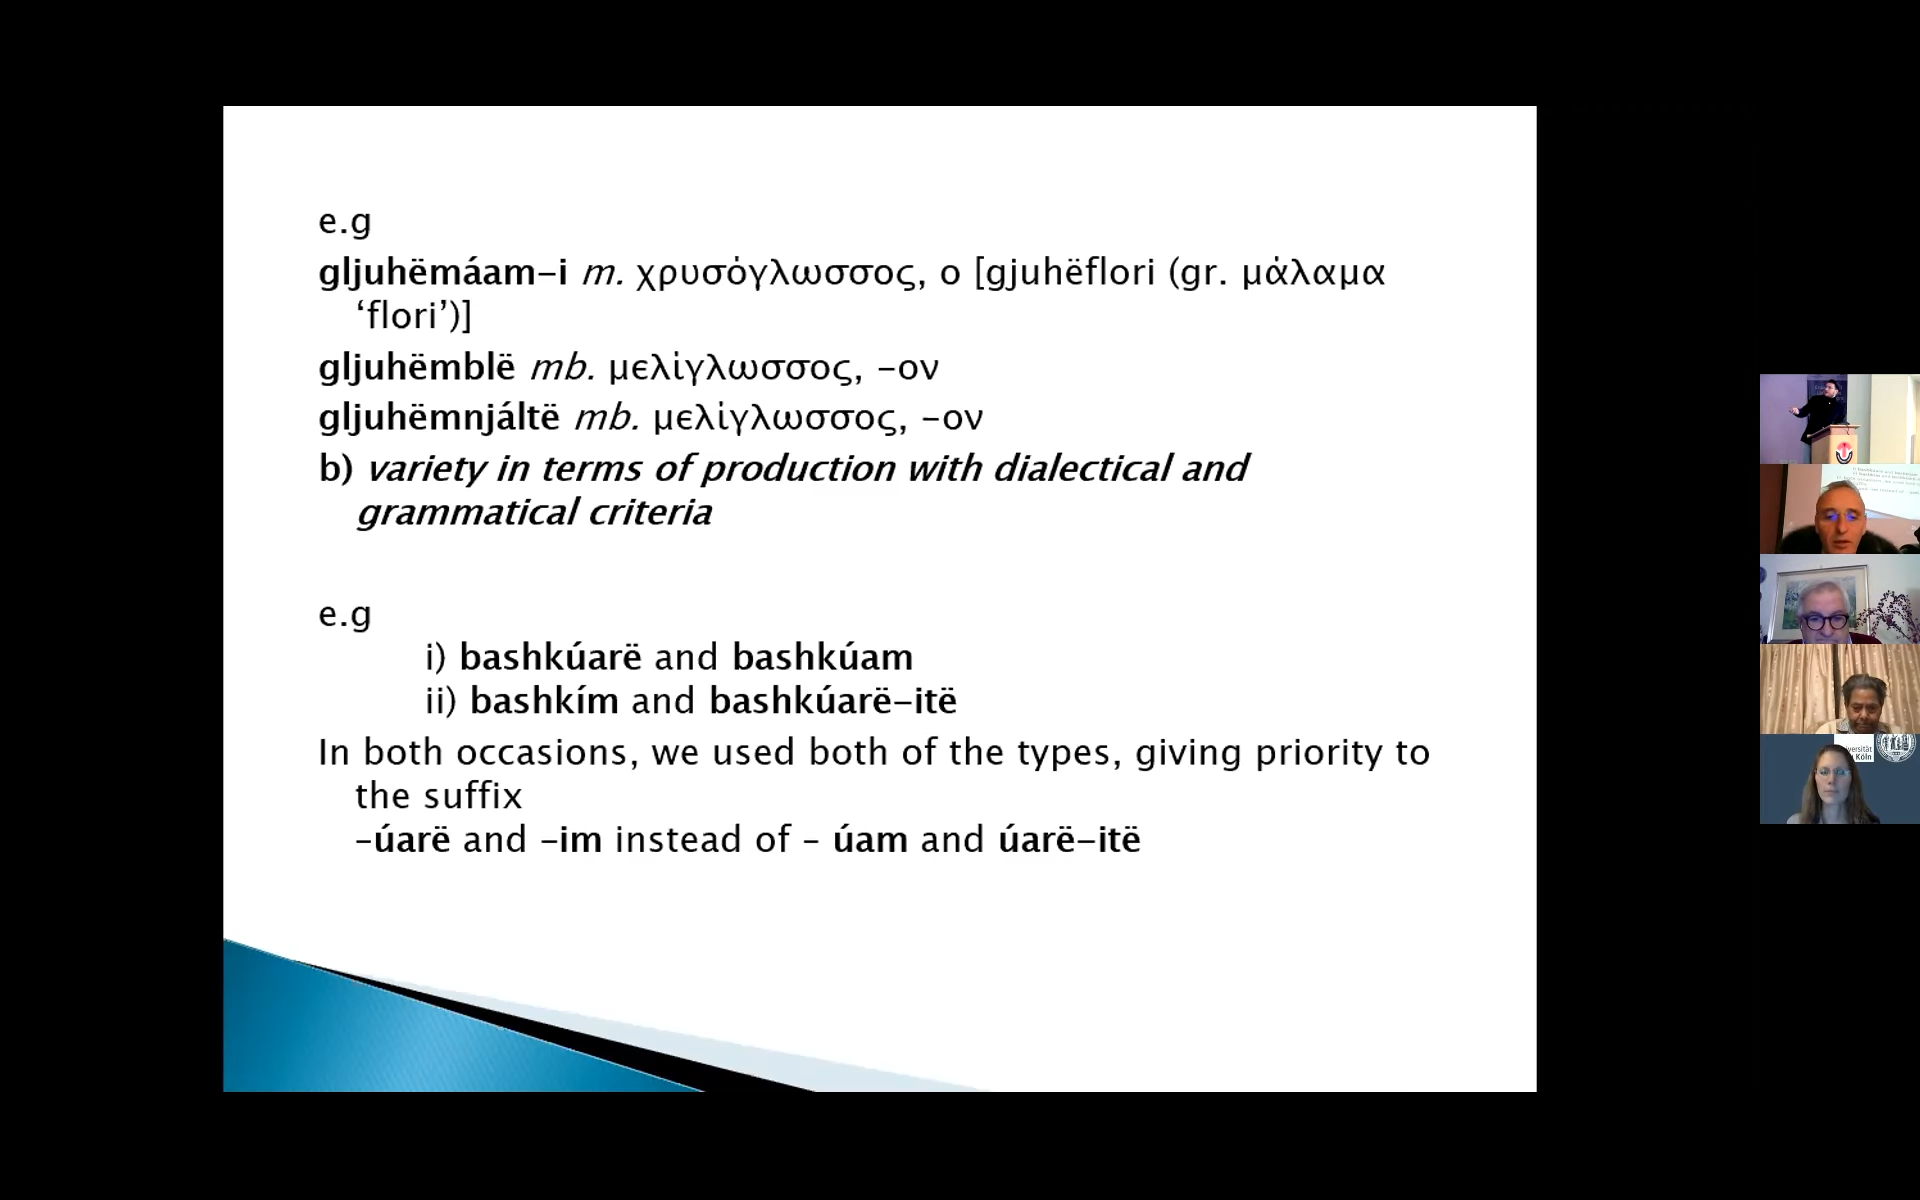 e.g
gljuhëmáam–i m. χρυσόγλωσσος, ο [gjuhëflori (gr. μάλαμα
‘flori’)]
gljuhëmblë mb. μελίγλωσσος, –ον
gljuhëmnjáltë mb. μελίγλωσσος, –ον
b) variety in terms of production with dialectical and
grammatical criteria
e.g
i) bashkúarë and bashkúam
ii) bashkím and bashkúarë–itë
In both occasions, we used both of the types, giving priority to
the suffix
–úarë and –im instead of – úam and úarë–itë
Köln